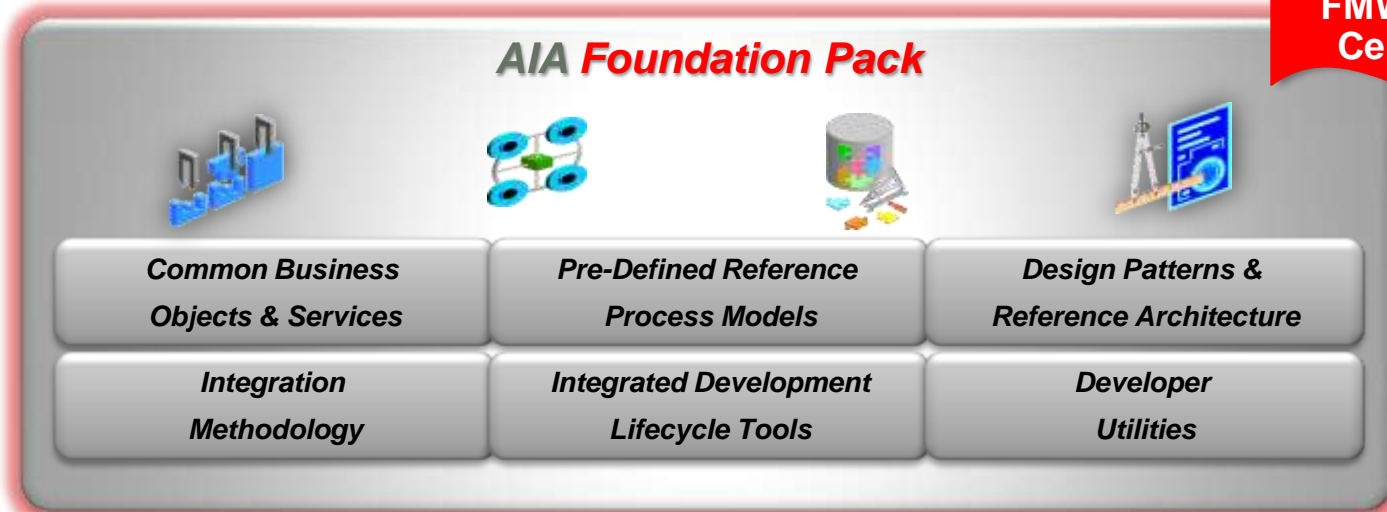 AIA Foundation Pack
Common Business
Objects & Services
Pre-Defined Reference
Process Models
Design Patterns &
Reference Architecture
Integration
Methodology
Integrated Development
Lifecycle Tools
Developer
Utilities